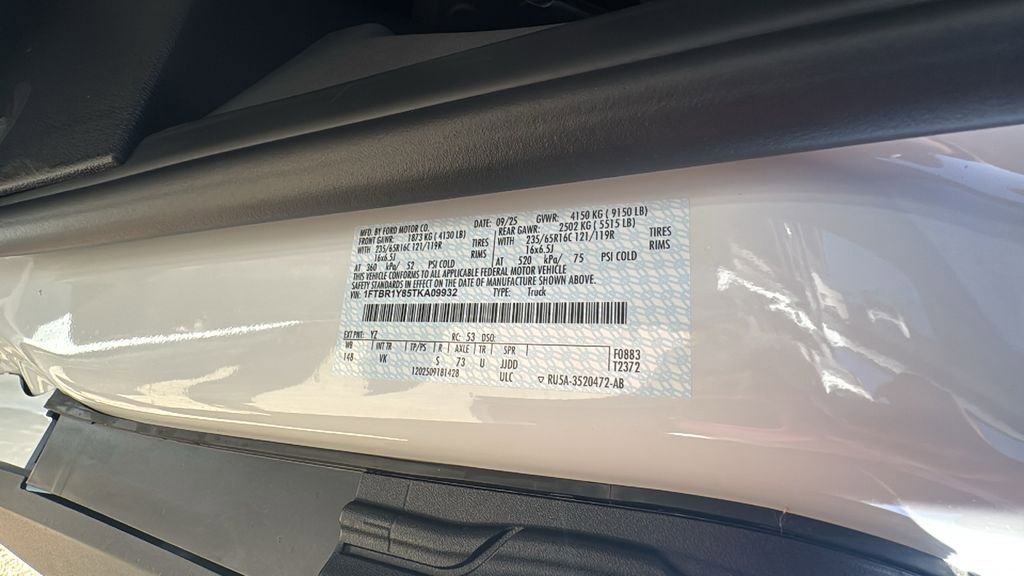 MFD. BY FORD MOTOR CO. DATE: 09/25 GVWR: 4150 KG ( 9150 LB)
FRONT GAWR: 1873 KG ( 4130 LB) REAR GAWR: 2502 KG ( 5515 LB)
WITH 235/65R16C 121/119R TIRES WITH 235/65R16C 121/119R TIRES
16x6.5J RIMS 16x6.5J RIMS
AT 360 kPa/ 52 PSI COLD AT 520 kPa/ 75 PSI COLD
THIS VEHICLE CONFORMS TO ALL APPLICABLE FEDERAL MOTOR VEHICLE
SAFETY STANDARDS IN EFFECT ON THE DATE OF MANUFACTURE SHOWN ABOVE.
VIN: 1FTBR1Y85TKA09932 TYPE: Truck
EXT PNT: YZ RC: 53 DSO:
WB INT TR TP/PS R AXLE TR SPR F0883
148 VK S 73 U JJDD T2372
1202509181428 ULC ▽ RU5A-3520472-AB